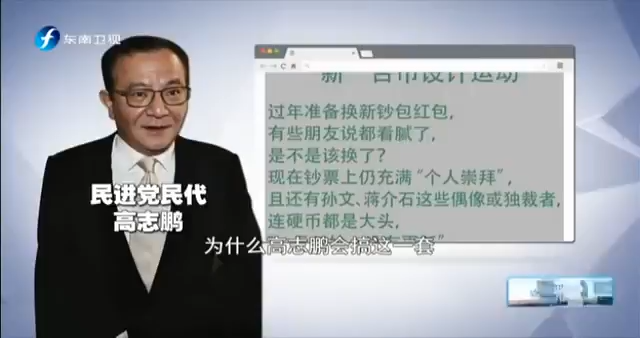 东南卫视
新一台币设计运动
过年准备换新钞包红包，
有些朋友说都看腻了，
是不是该换了？
现在钞票上仍充满“个人崇拜”，
且还有孙文、蒋介石这些偶像或独裁者，
连硬币都是大头，
民进党民代
高志鹏
为什么高志鹏会搞这一套